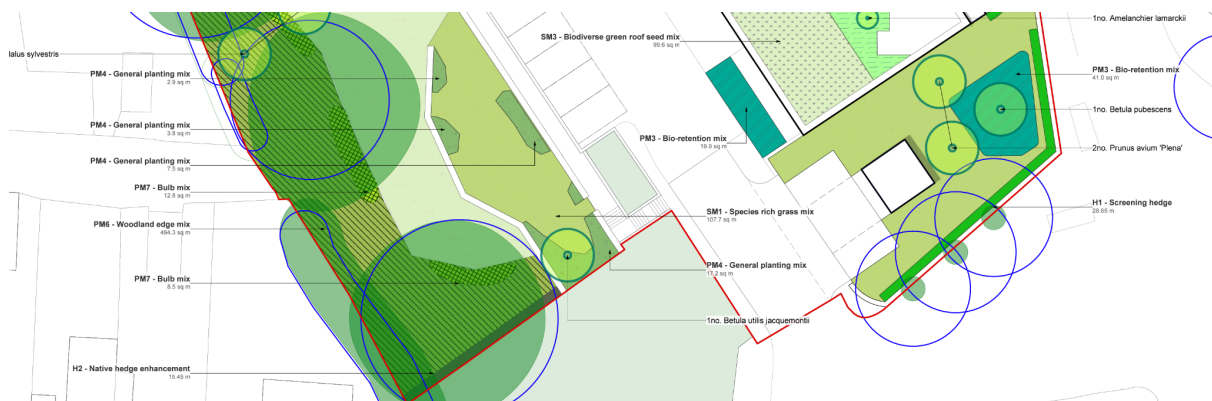 1no. Amelanchier lamarckii
SM3 - Biodiverse green roof seed mix
99.6 sq m
alus sylvestris
PM4 - General planting mix
2.9 sq m
PM3 - Bio-retention mix
41.0 sq m
1no. Betula pubescens
PM4 - General planting mix
3.6 sq m
PM3 - Bio-retention mix
19.9 sq m
2no. Prunus avium 'Plena'
PM4 - General planting mix
7.5 sq m
PM7 - Bulb mix
12.8 sq m
H1 - Screening hedge
28.65 m
SM1 - Species rich grass mix
107.7 sq m
PM6 - Woodland edge mix
494.3 sq m
PM4 - General planting mix
17.2 sq m
PM7 - Bulb mix
8.5 sq m
1no. Betula utilis jacquemontii
H2 - Native hedge enhancement
15.45 m